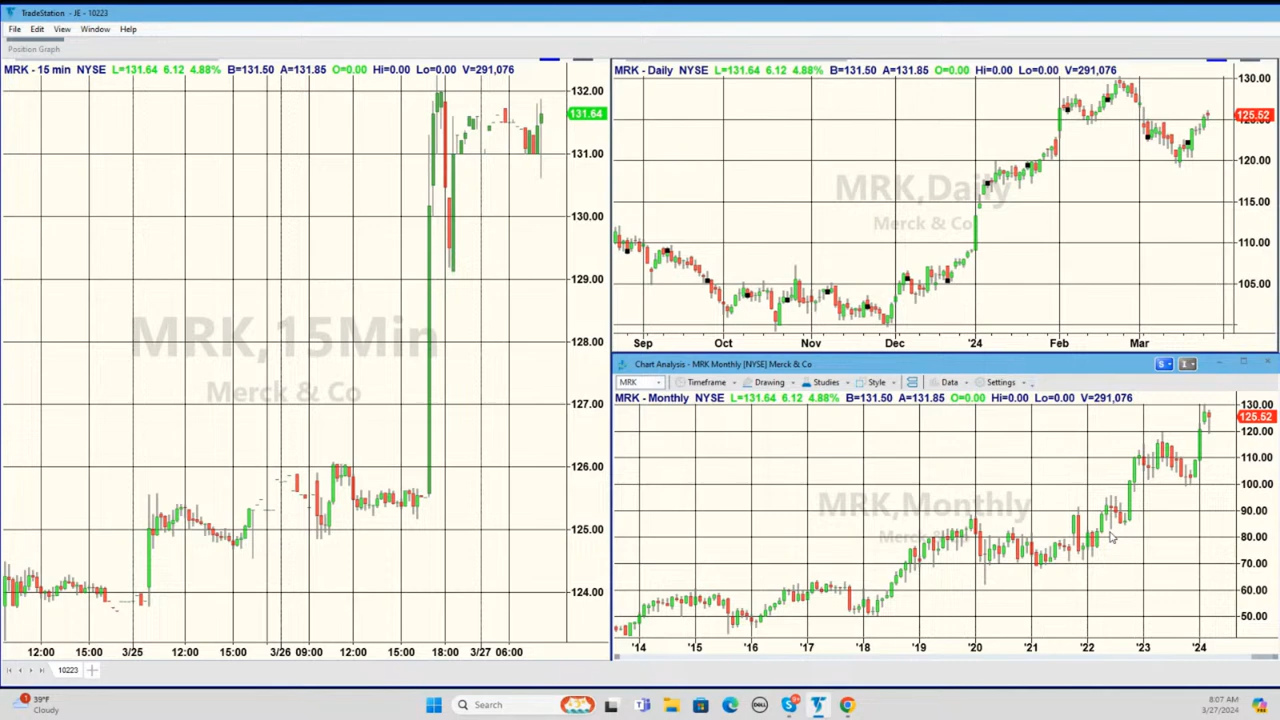 TradeStation - JE - 10223
File Edit View Window Help
Position Graph
MRK - 15 min NYSE L=131.64 6.12 4.88% B=131.50 A=131.85 O=0.00 Hi=0.00 Lo=0.00 V=291,076
132.00
131.64
131.00
130.00
129.00
128.00
127.00
126.00
125.00
124.00
MRK,15Min
Merck & Co
12:00 15:00 3/25 12:00 15:00 3/26 09:00 12:00 15:00 18:00 3/27 06:00
10223
MRK - Daily NYSE L=131.64 6.12 4.88% B=131.50 A=131.85 O=0.00 Hi=0.00 Lo=0.00 V=291,076
130.00
125.52
120.00
115.00
110.00
105.00
MRK,Daily
Merck & Co
Sep Oct Nov Dec '24 Feb Mar
Chart Analysis - MRK Monthly [NYSE] Merck & Co
MRK Timeframe Drawing Studies Style Data Settings
MRK - Monthly NYSE L=131.64 6.12 4.88% B=131.50 A=131.85 O=0.00 Hi=0.00 Lo=0.00 V=291,076
130.00
125.52
120.00
110.00
100.00
90.00
80.00
70.00
60.00
50.00
MRK,Monthly
Merck & Co
'14 '15 '16 '17 '18 '19 '20 '21 '22 '23 '24
39°F
Cloudy
Search
8:07 AM
3/27/2024